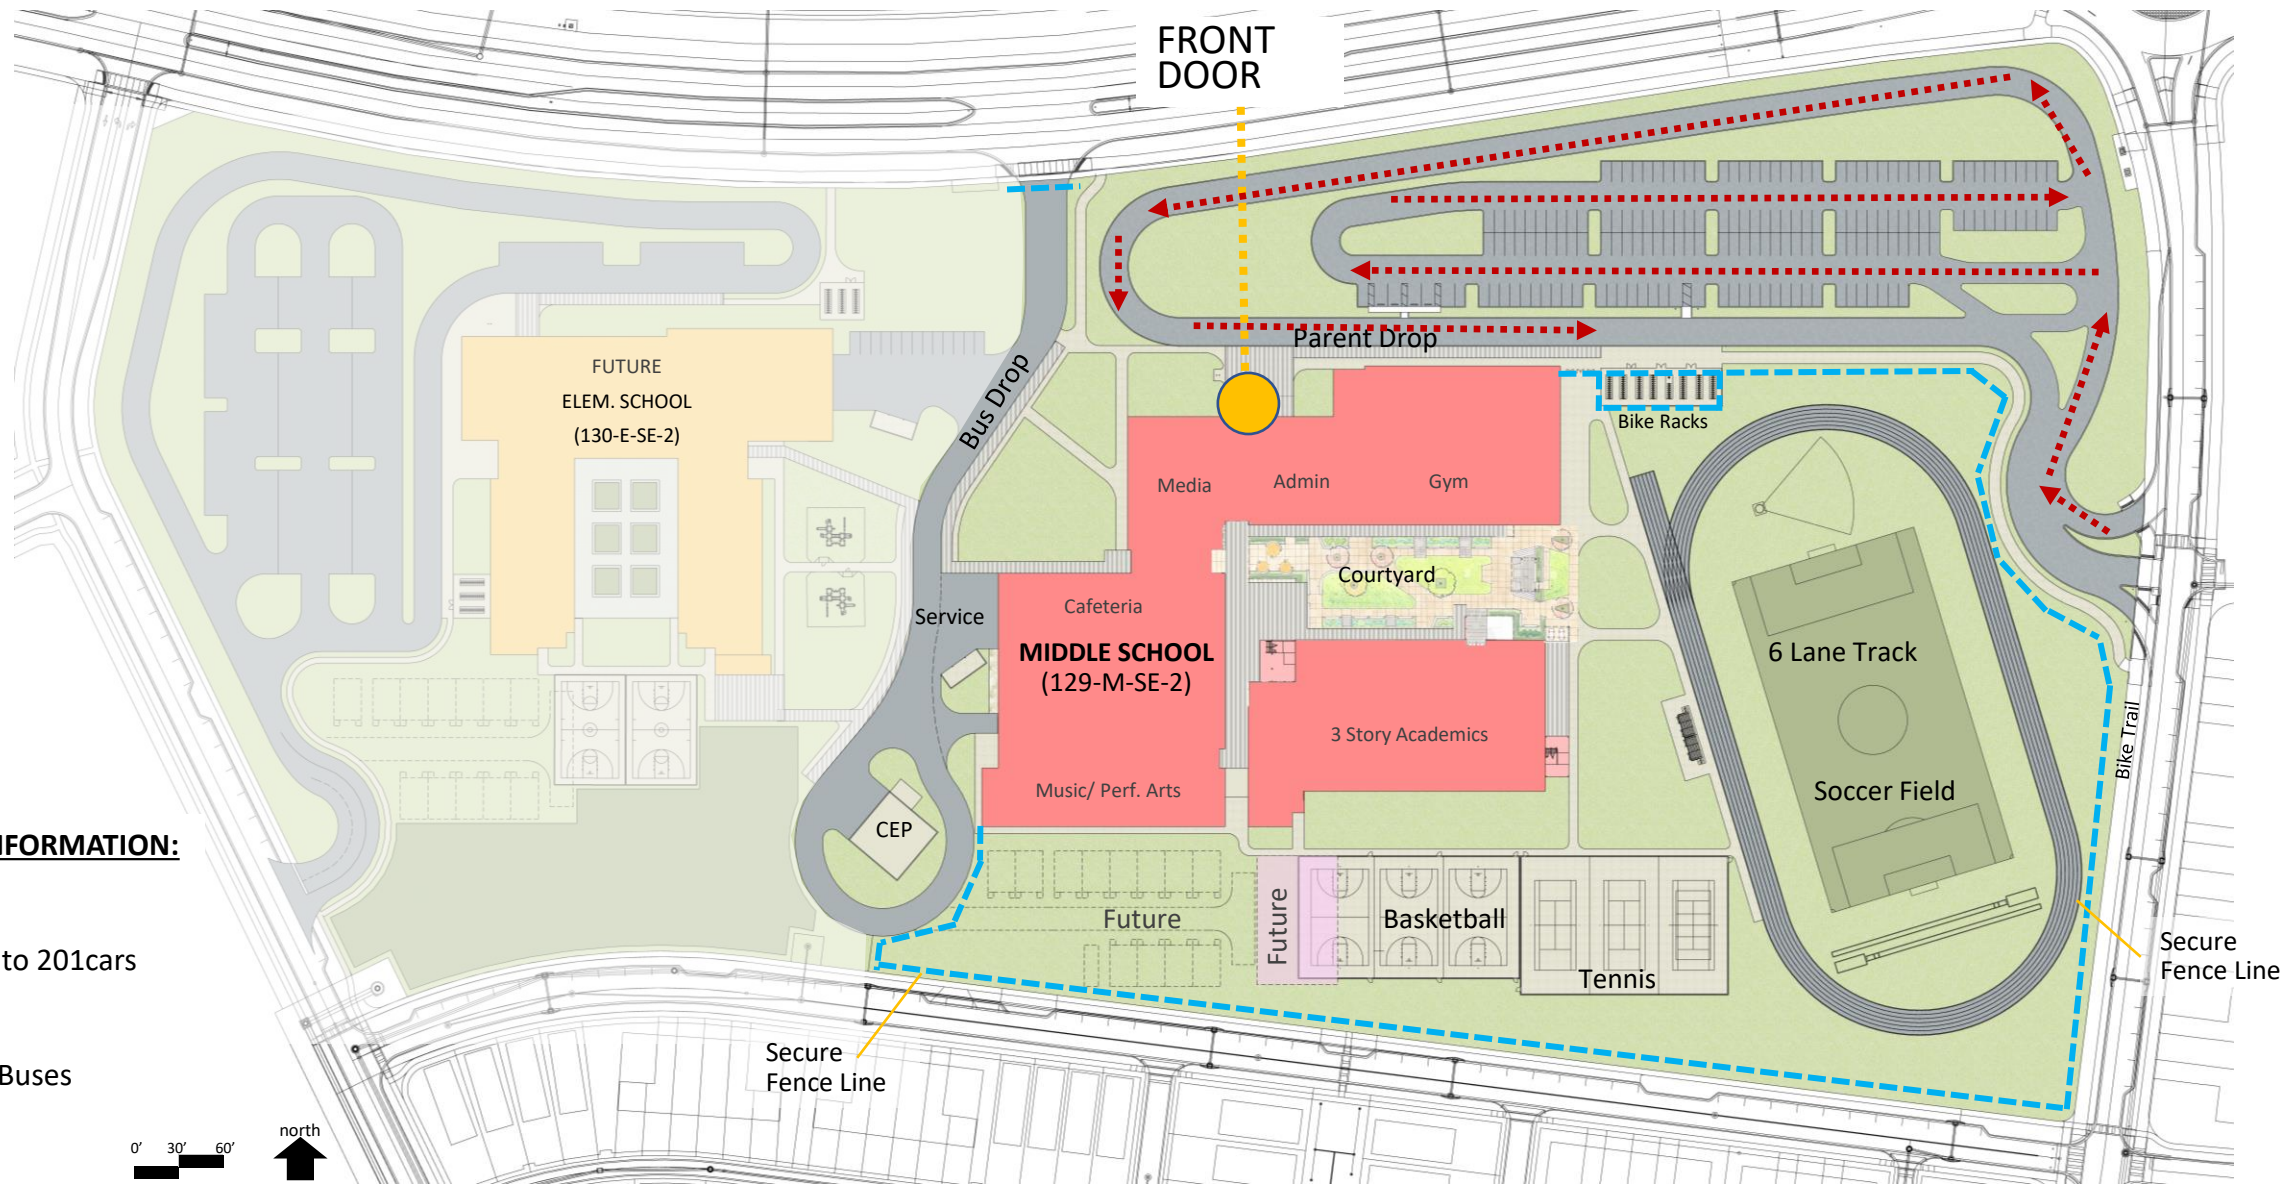 FRONT
DOOR
FUTURE
ELEM. SCHOOL
(130-E-SE-2)
Bus Drop
Parent Drop
Bike Racks
Media
Admin
Gym
Courtyard
Service
Cafeteria
MIDDLE SCHOOL
(129-M-SE-2)
3 Story Academics
Music/ Perf. Arts
CEP
6 Lane Track
Soccer Field
Bike Trail
Future
Future
Basketball
Tennis
Secure
Fence Line
Secure
Fence Line
NFORMATION:
to 201cars
Buses
0' 30' 60'
north